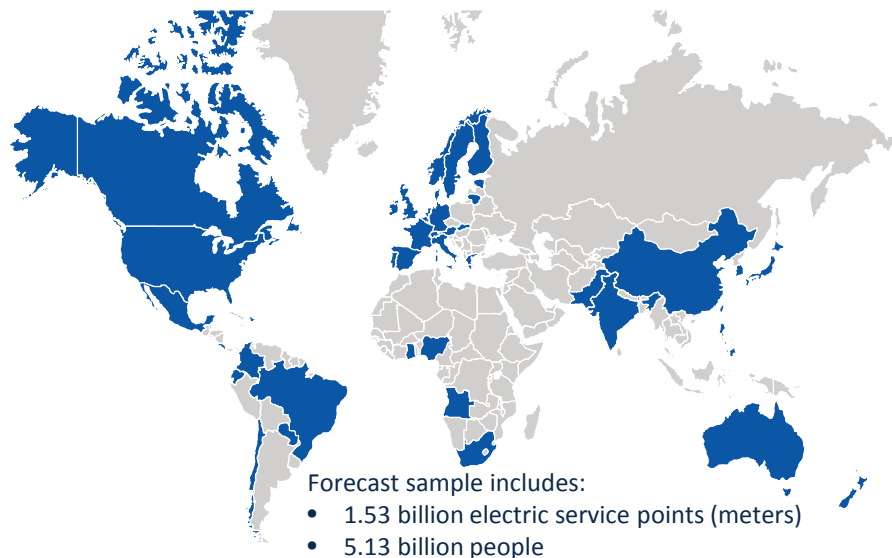 Forecast sample includes:
• 1.53 billion electric service points (meters)
• 5.13 billion people